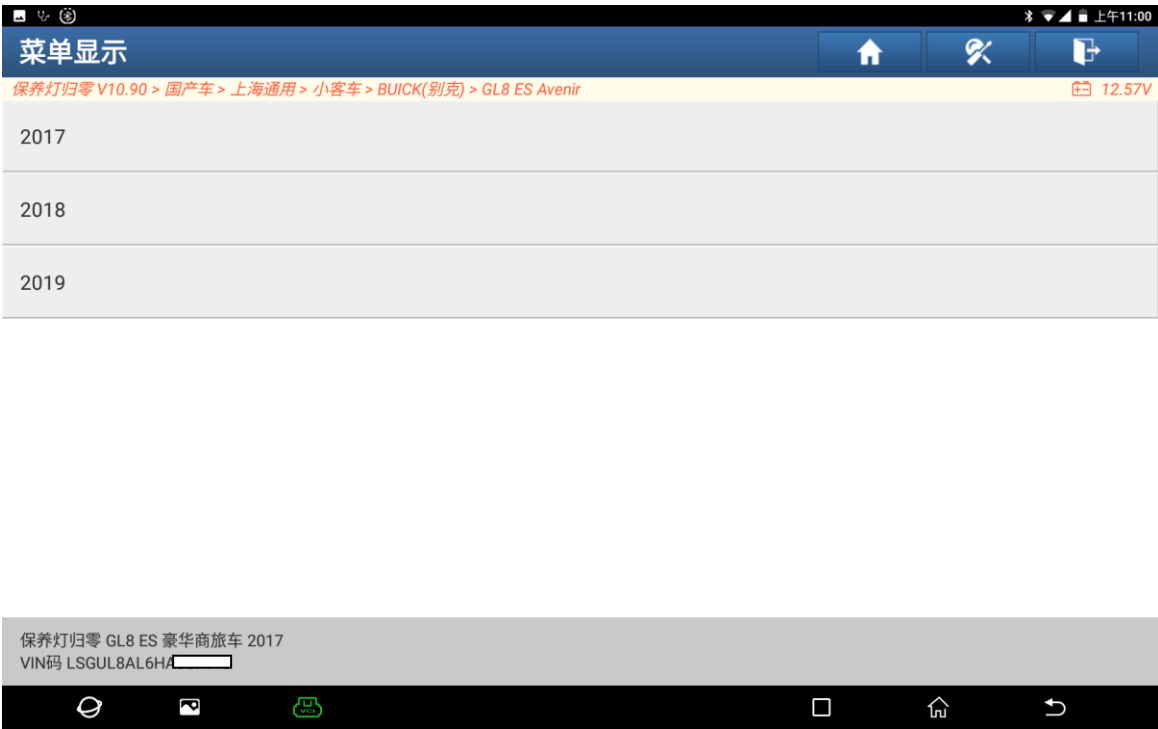 上午11:00
菜单显示
保养灯归零 V10.90 > 国产车 > 上海通用 > 小客车 > BUICK(别克) > GL8 ES Avenir
12.57V
2017
2018
2019
保养灯归零 GL8 ES 豪华商旅车 2017
VIN码 LSGUL8AL6HA
VCI